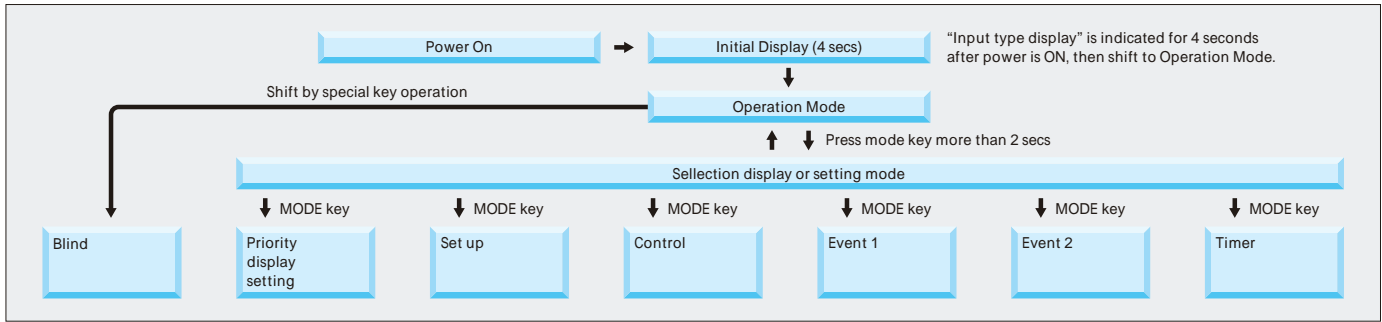 Power On
Initial Display (4 secs)
“Input type display” is indicated for 4 seconds
after power is ON, then shift to Operation Mode.
Shift by special key operation
Operation Mode
Press mode key more than 2 secs
Sellection display or setting mode
MODE key
MODE key
MODE key
MODE key
MODE key
MODE key
Blind
Priority
display
setting
Set up
Control
Event 1
Event 2
Timer